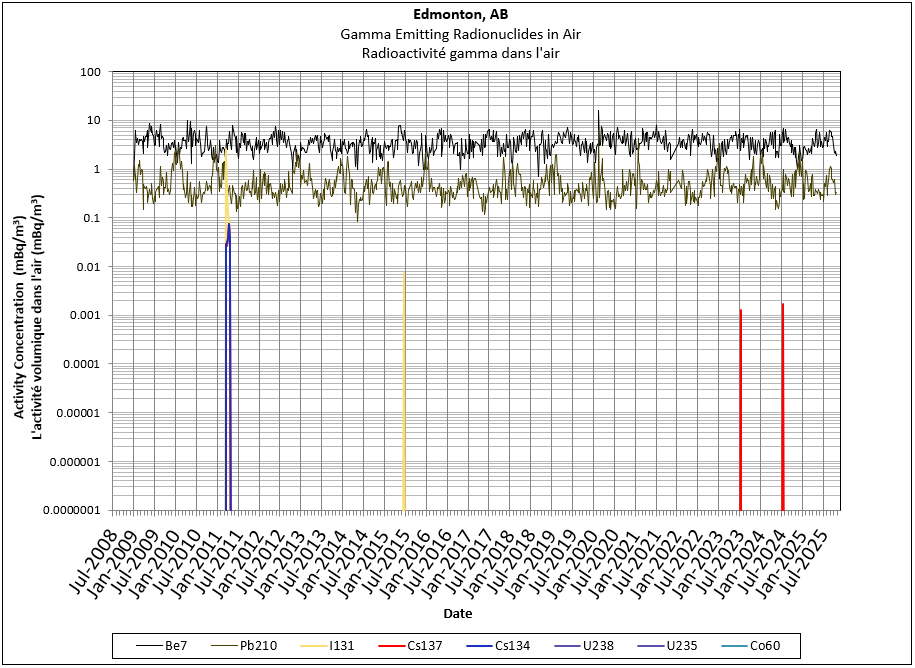 Edmonton, AB
Gamma Emitting Radionuclides in Air
Radioactivité gamma dans l'air
Activity Concentration (mBq/m³)
L'activité volumique dans l'air (mBq/m³)
100
10
1
0.1
0.01
0.001
0.0001
0.00001
0.000001
0.0000001
Jul-2008
Jan-2009
Jul-2009
Jan-2010
Jul-2010
Jan-2011
Jul-2011
Jan-2012
Jul-2012
Jan-2013
Jul-2013
Jan-2014
Jul-2014
Jan-2015
Jul-2015
Jan-2016
Jul-2016
Jan-2017
Jul-2017
Jan-2018
Jul-2018
Jan-2019
Jul-2019
Jan-2020
Jul-2020
Jan-2021
Jul-2021
Jan-2022
Jul-2022
Jan-2023
Jul-2023
Jan-2024
Jul-2024
Jan-2025
Jul-2025
Date
Be7 Pb210 I131 Cs137 Cs134 U238 U235 Co60